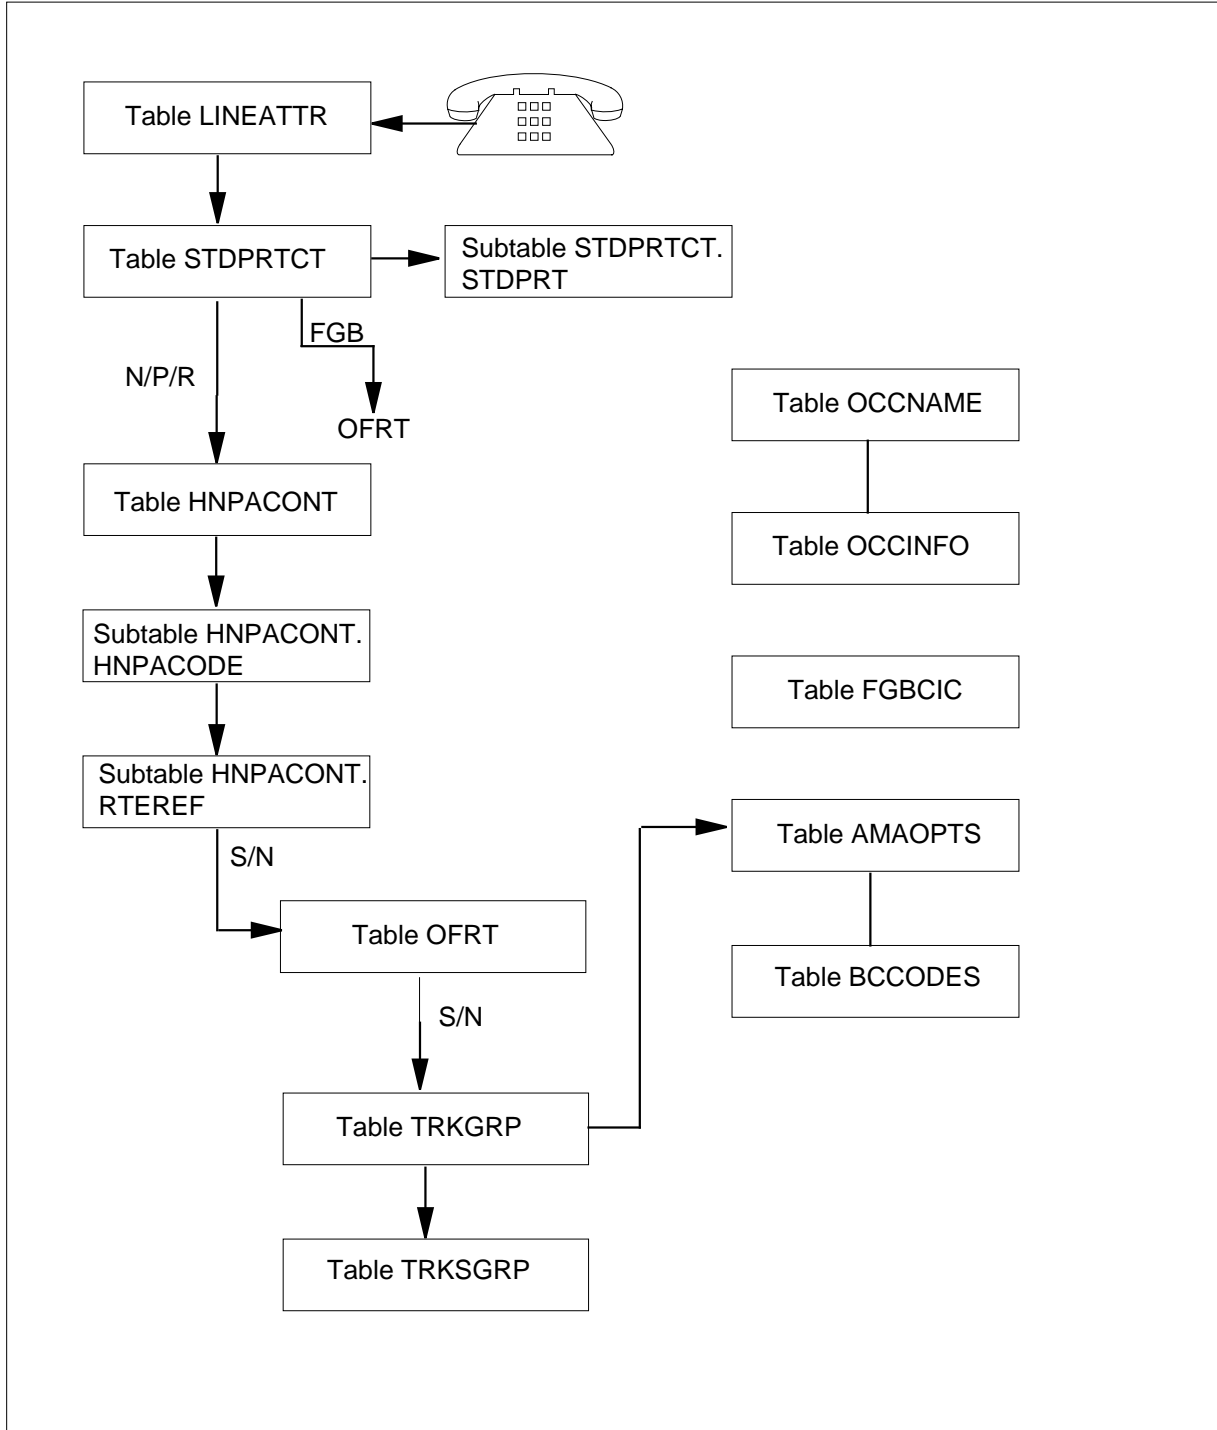 Table LINEATTR
Table STDPRTCT
Subtable STDPRTCT.
STDPRT
FGB
N/P/R
OFRT
Table OCCNAME
Table HNPACONT
Table OCCINFO
Subtable HNPACONT.
HNPACODE
Table FGBCIC
Subtable HNPACONT.
RTEREF
S/N
Table AMAOPTS
Table OFRT
Table BCCODES
S/N
Table TRKGRP
Table TRKSGRP